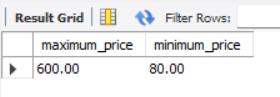 Result Grid Filter Rows:
maximum_price minimum_price
600.00 80.00